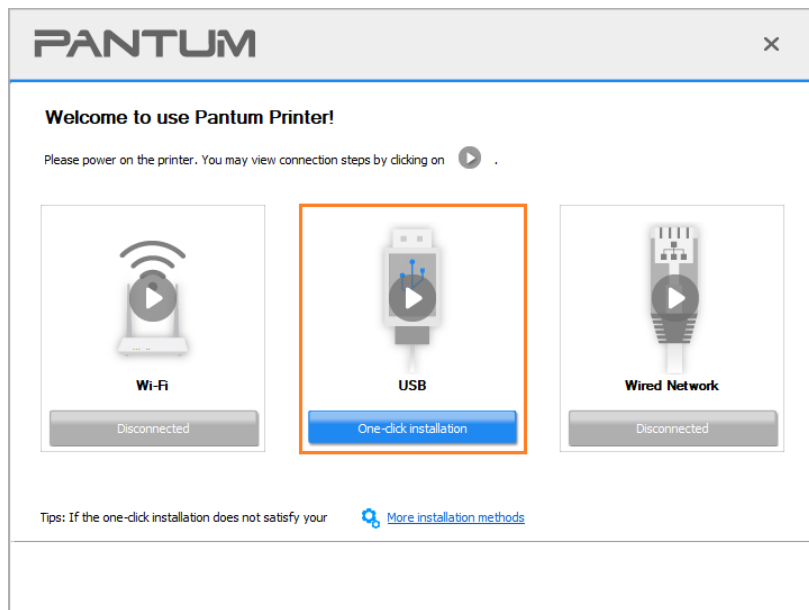 PANTUM
Welcome to use Pantum Printer!
Please power on the printer. You may view connection steps by clicking on .
Wi-Fi
USB
Wired Network
Disconnected
One-click installation
Disconnected
Tips: If the one-click installation does not satisfy your More installation methods